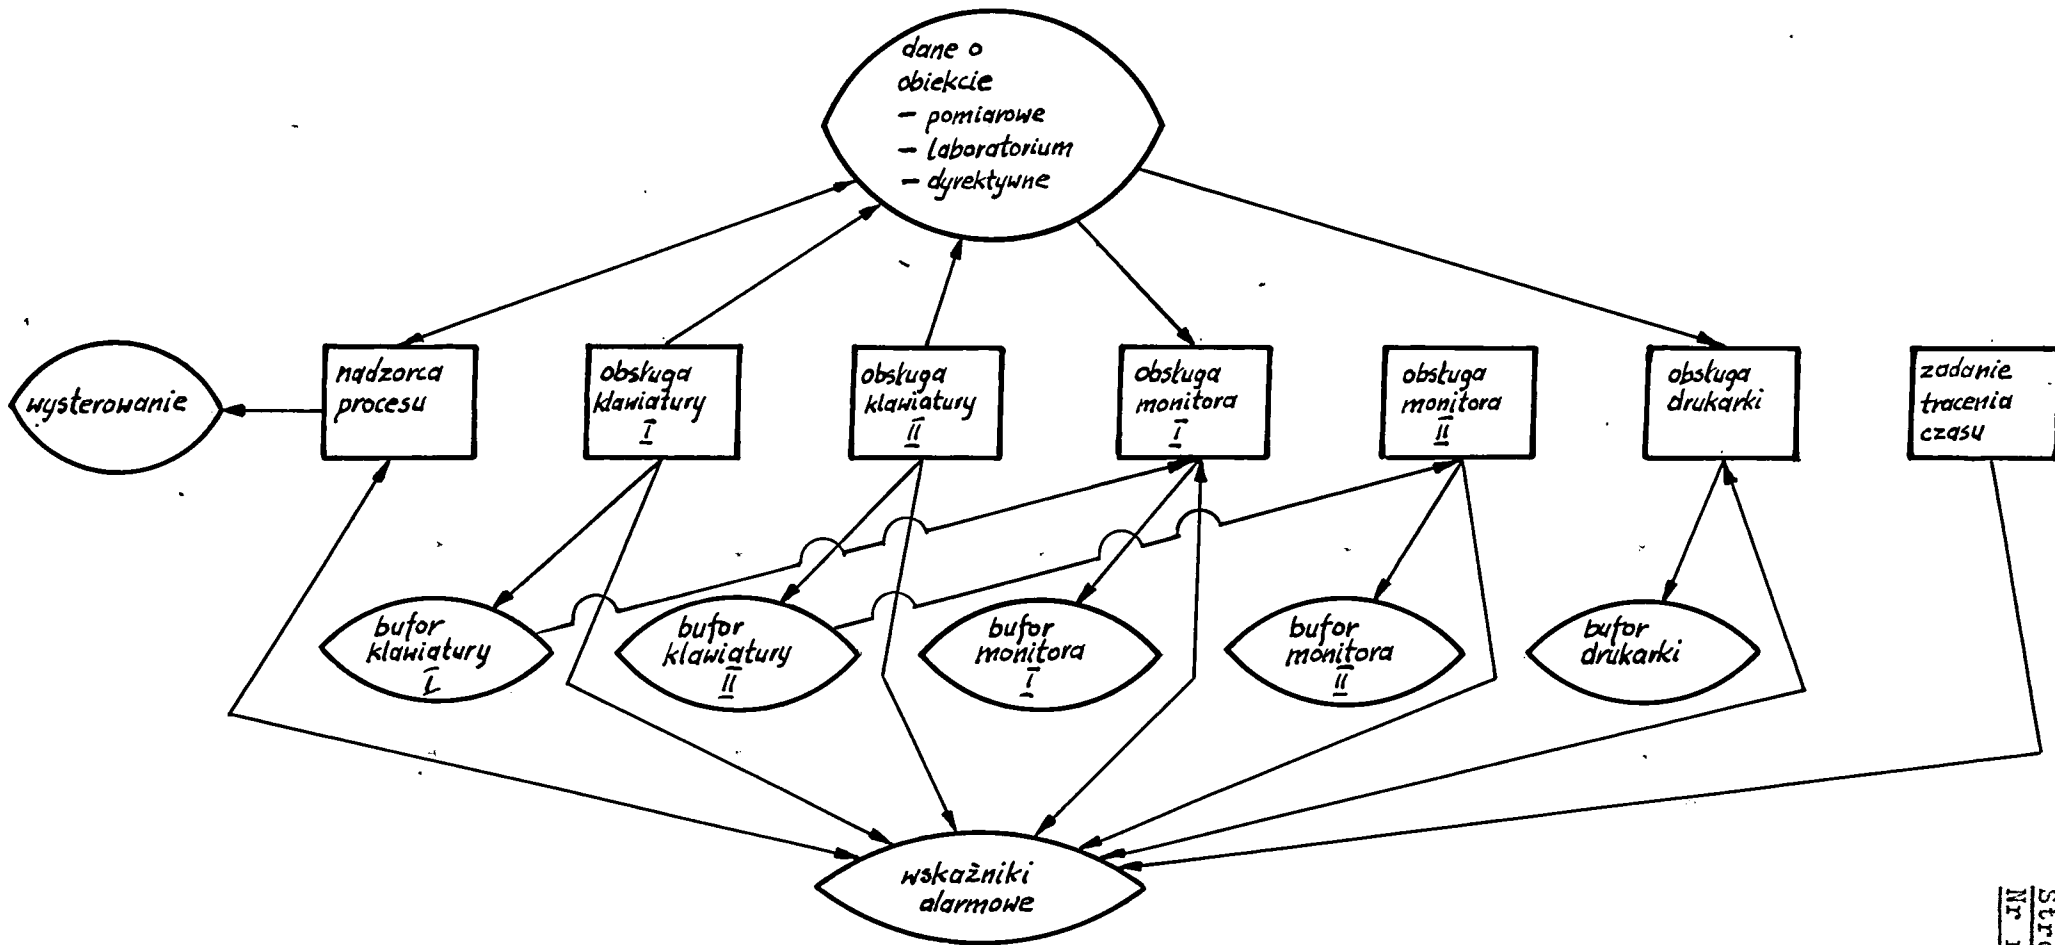 dane o
obiekcie
- pomiarowe
- laboratorium
- dyrektywne
wysterowanie
nadzorca
procesu
obsługa
klawiatury
I
obsługa
klawiatury
II
obsługa
monitora
I
obsługa
monitora
II
obsługa
drukarki
zadanie
tracenia
czasu
bufor
klawiatury
I
bufor
klawiatury
II
bufor
monitora
I
bufor
monitora
II
bufor
drukarki
wskaźniki
alarmowe
Nr